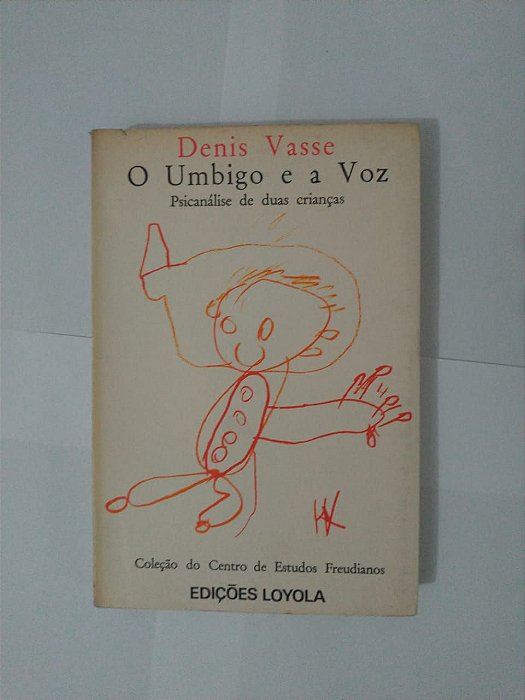 Denis Vasse
O Umbigo e a Voz
Psicanálise de duas crianças
Coleção do Centro de Estudos Freudianos
EDIÇÕES LOYOLA